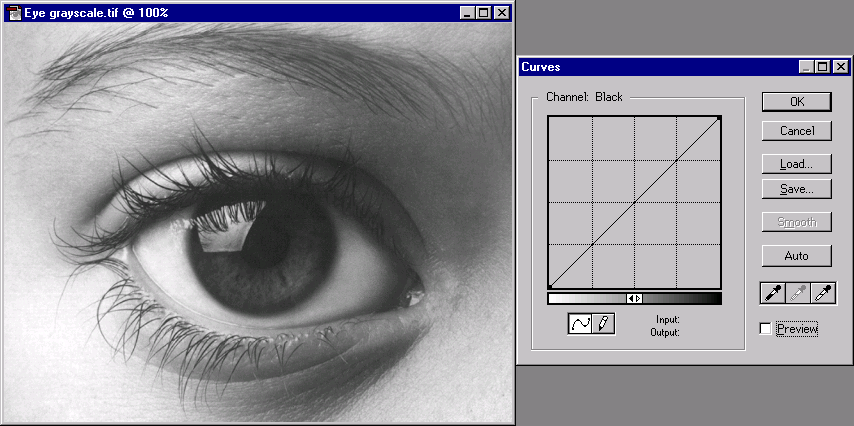 Eye grayscale.tif @ 100%
Curves
Channel: Black
OK
Cancel
Load...
Save...
Smooth
Auto
Input:
Output:
Preview